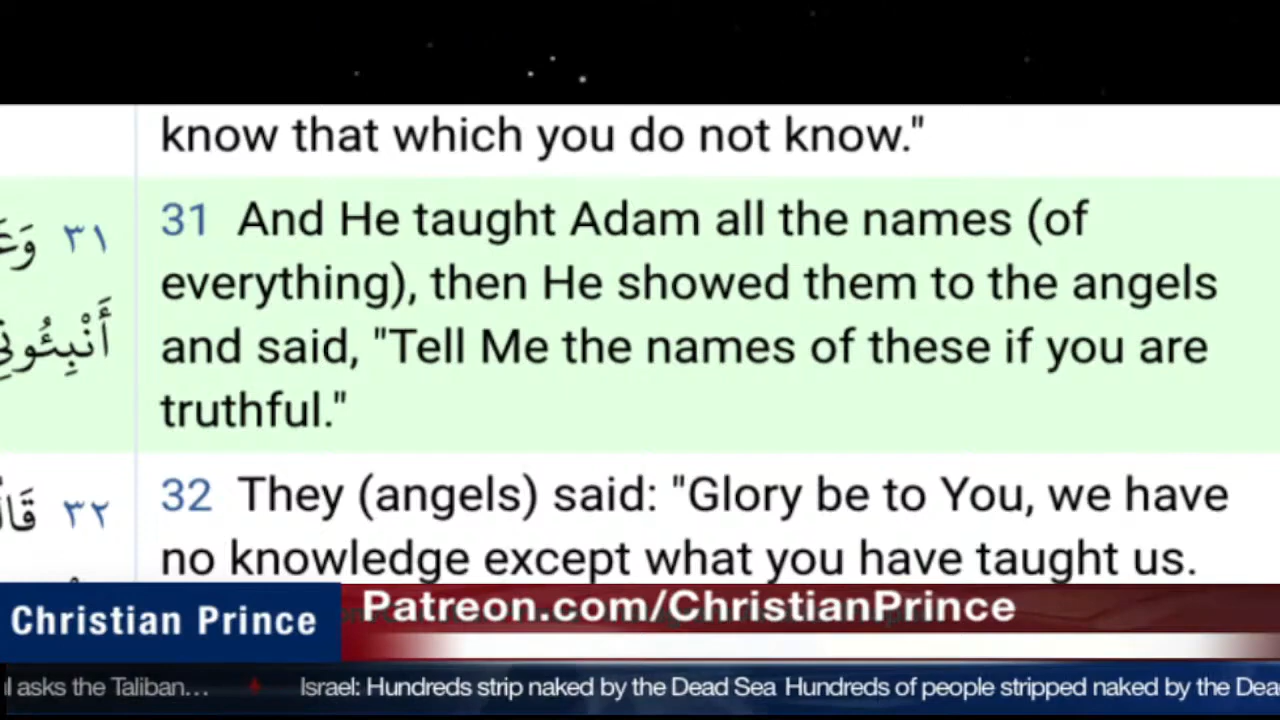 know that which you do not know."
٣١ وَعَ
31 And He taught Adam all the names (of
everything), then He showed them to the angels
أَنْبِئُونِي
and said, "Tell Me the names of these if you are
truthful."
٣٢ قَالُ
32 They (angels) said: "Glory be to You, we have
no knowledge except what you have taught us.
Christian Prince
Patreon.com/ChristianPrince
asks the Taliban...
Israel: Hundreds strip naked by the Dead Sea Hundreds of people stripped naked by the Dea